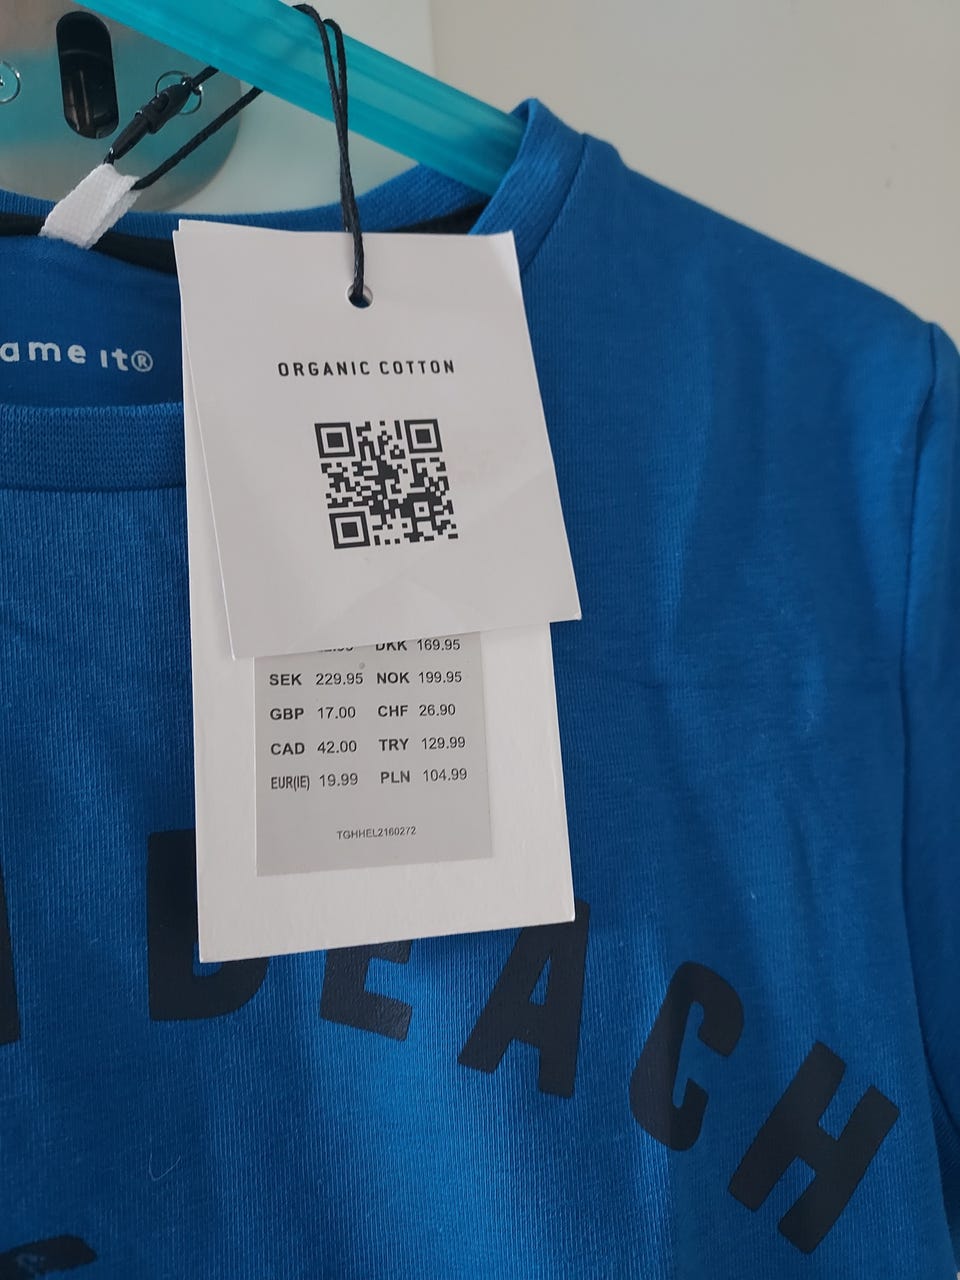 ame it®
ORGANIC COTTON
DKK 169.95
SEK 229.95 NOK 199.95
GBP 17.00 CHF 26.90
CAD 42.00 TRY 129.99
EUR(IE) 19.99 PLN 104.99
TGHHEL2160272
BEACH